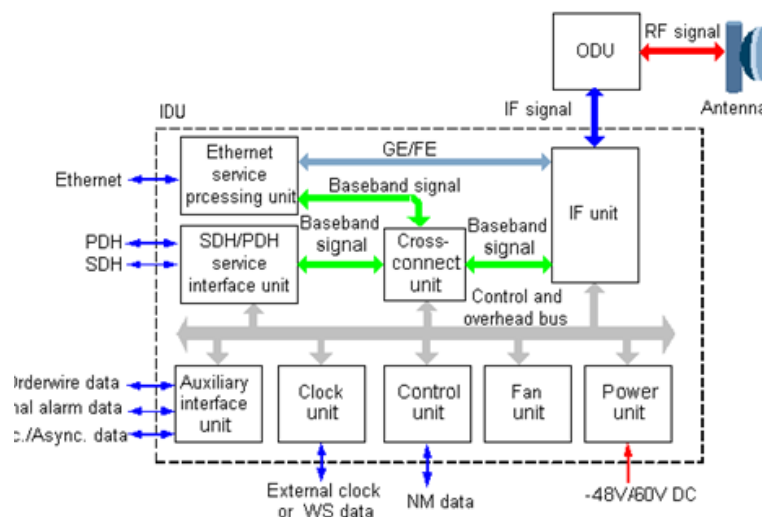 RF signal
ODU
Antenna
IF signal
IDU
Ethernet
service
prcessing unit
GE/FE
Ethernet
Baseband signal
IF unit
PDH
SDH
SDH/PDH
service
interface unit
Baseband
signal
Cross-
connect
unit
Baseband
signal
Control and
overhead bus
Orderwire data
nal alarm data
c./Async. data
Auxiliary
interface
unit
Clock
unit
Control
unit
Fan
unit
Power
unit
External clock
or WS data
NM data
-48V/60V DC